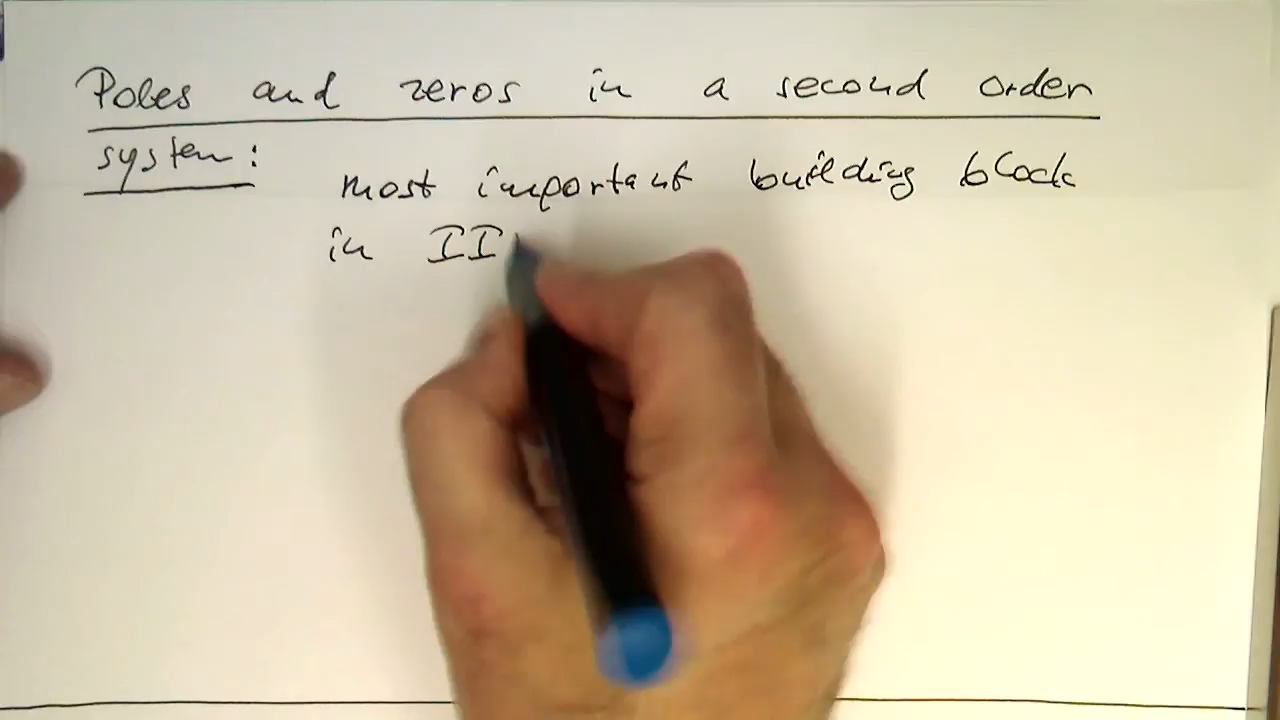 Poles and zeros in a second order
system: most important building block
in II